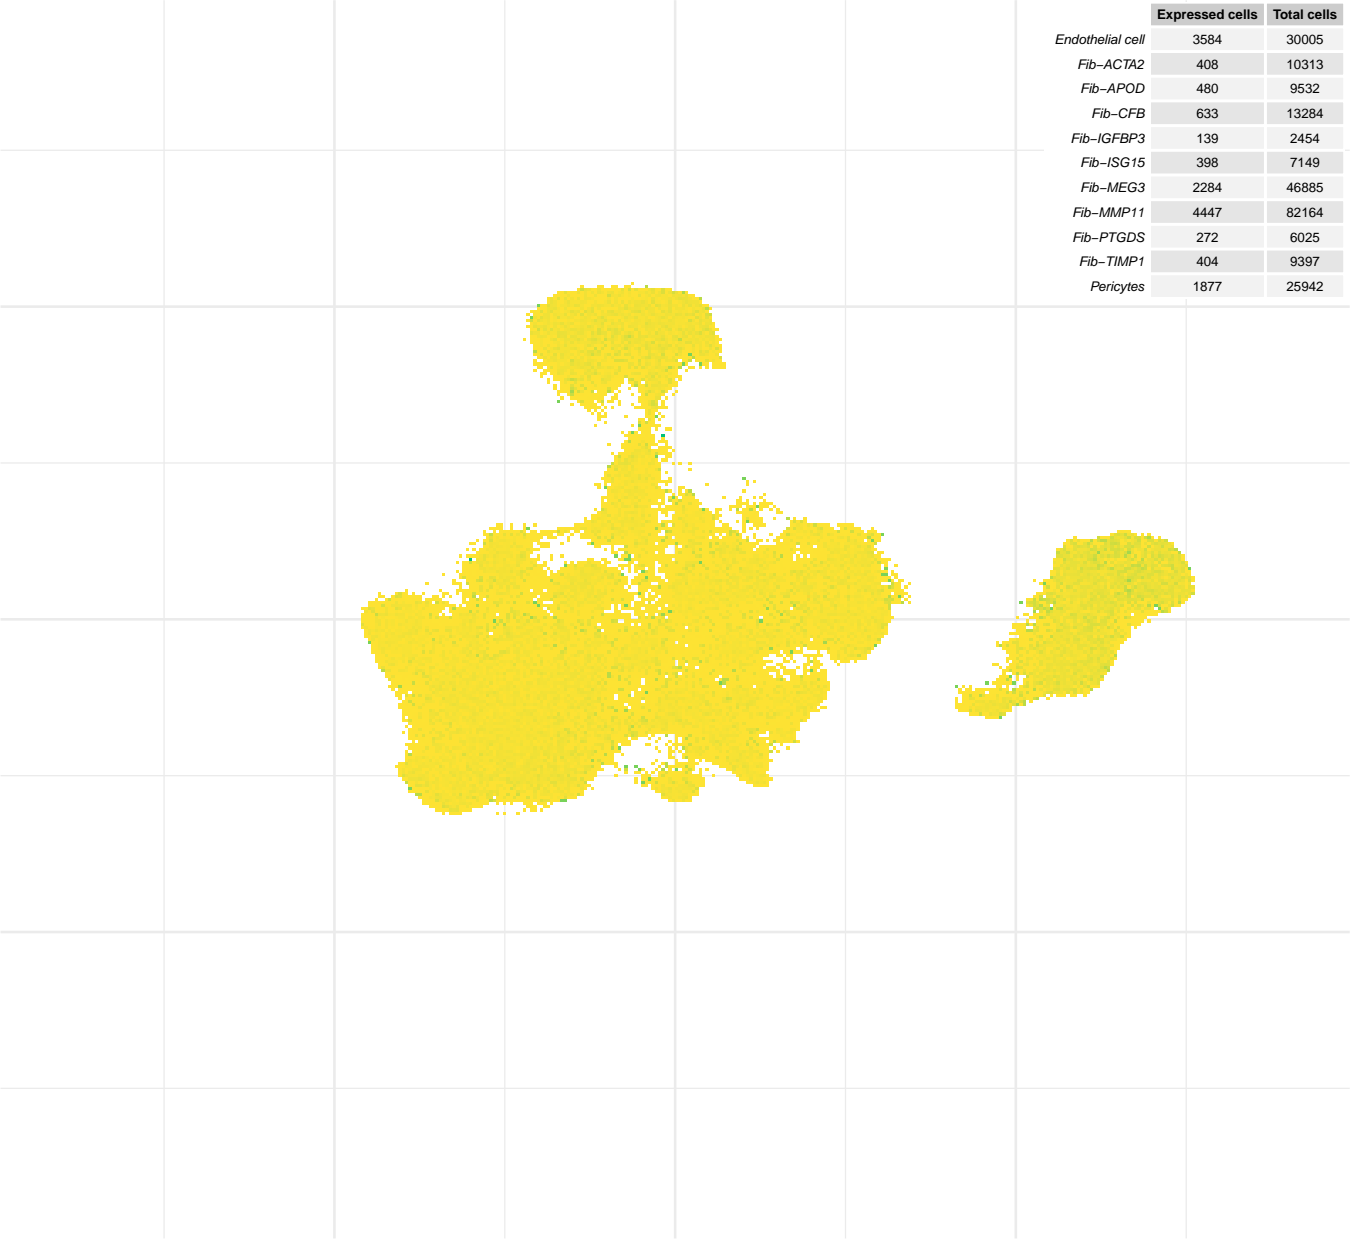 Expressed cells Total cells
Endothelial cell 3584 30005
Fib−ACTA2 408 10313
Fib−APOD 480 9532
Fib−CFB 633 13284
Fib−IGFBP3 139 2454
Fib−ISG15 398 7149
Fib−MEG3 2284 46885
Fib−MMP11 4447 82164
Fib−PTGDS 272 6025
Fib−TIMP1 404 9397
Pericytes 1877 25942